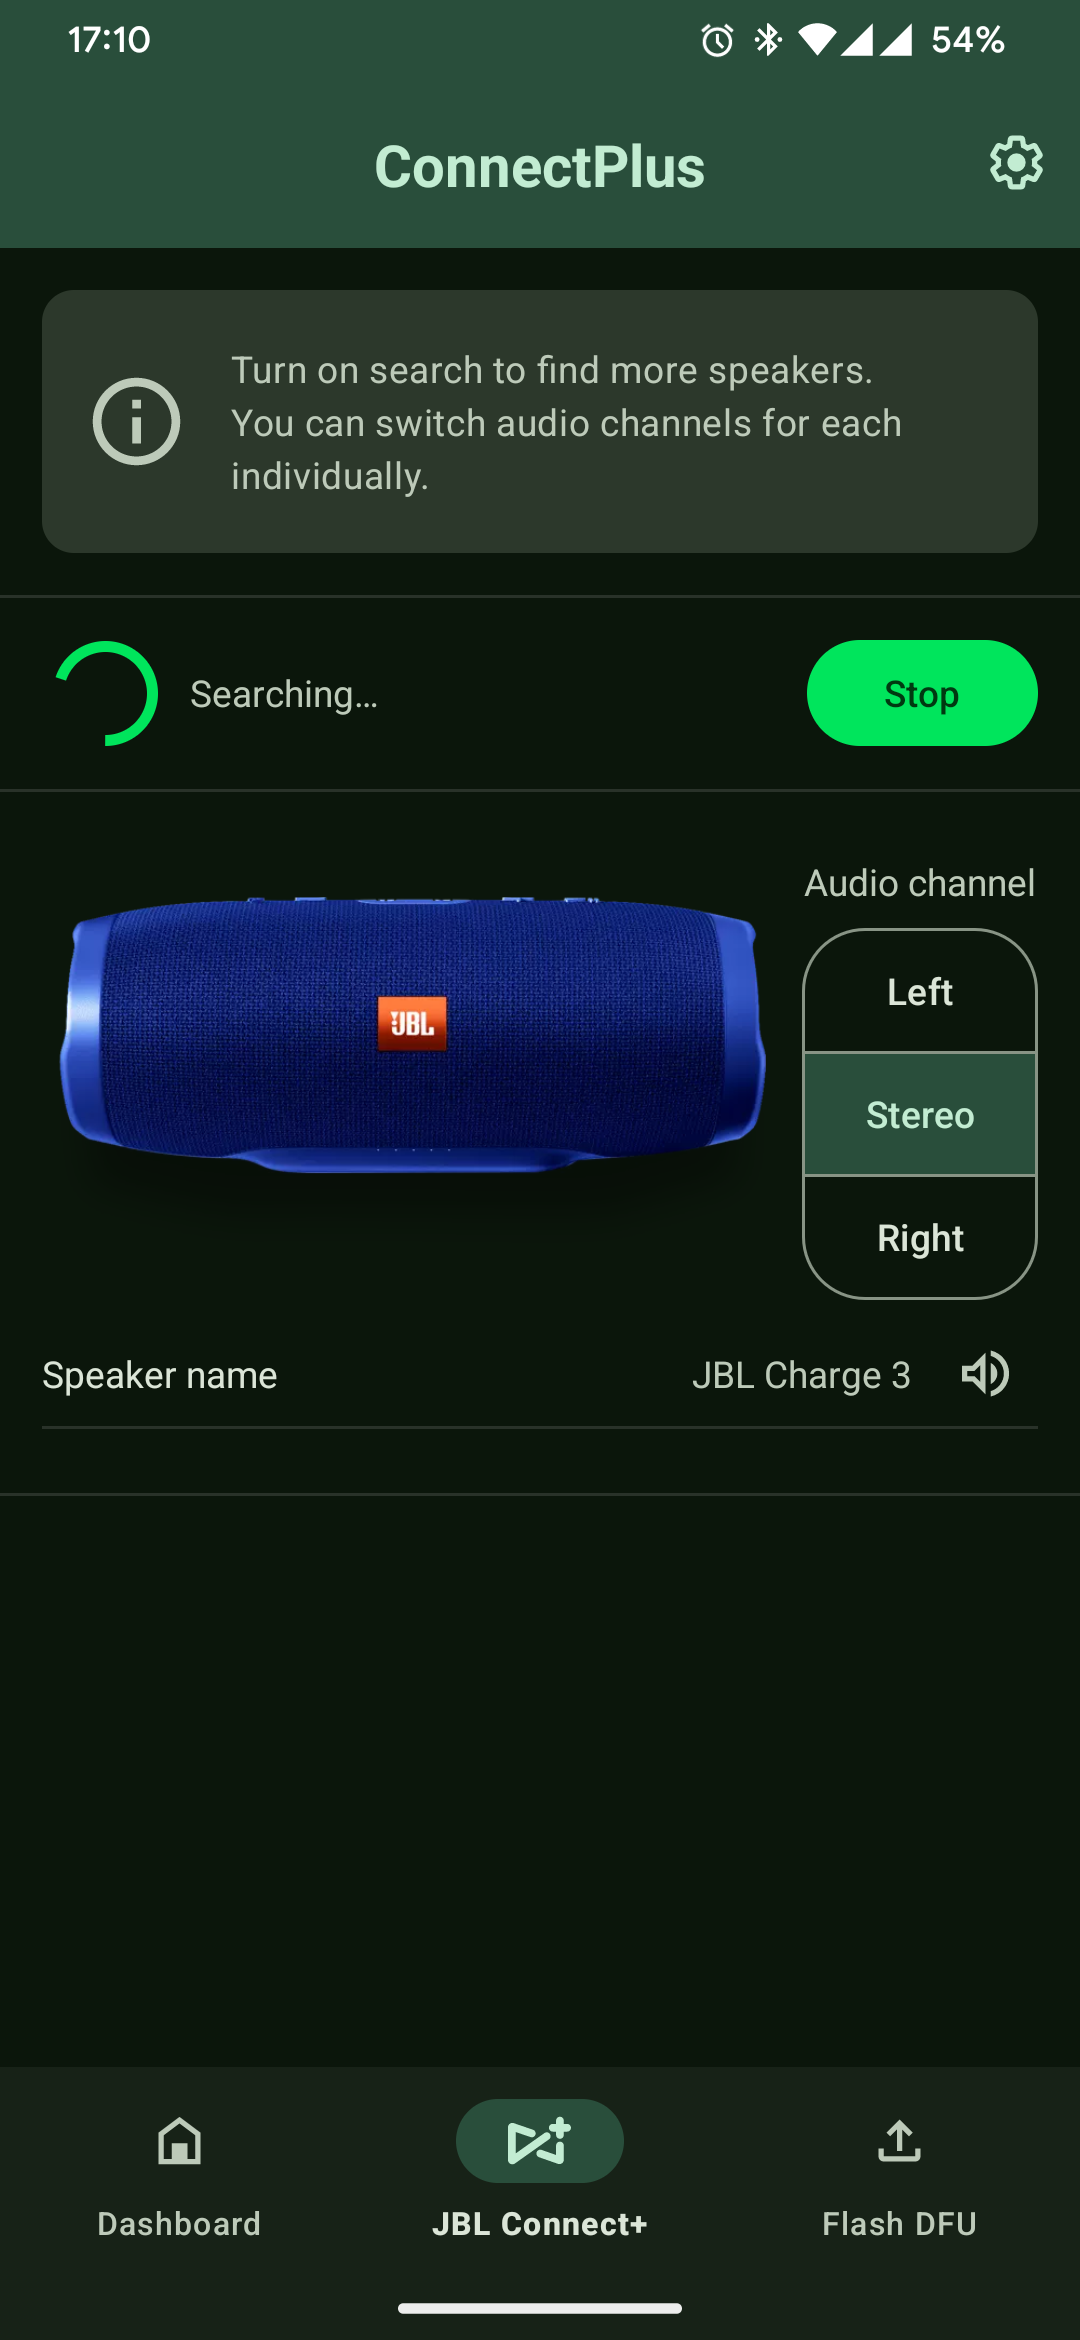 17:10
54%
ConnectPlus
Turn on search to find more speakers.
You can switch audio channels for each
individually.
Searching...
Stop
Audio channel
JBL
Left
Stereo
Right
Speaker name
JBL Charge 3
Dashboard
JBL Connect+
Flash DFU